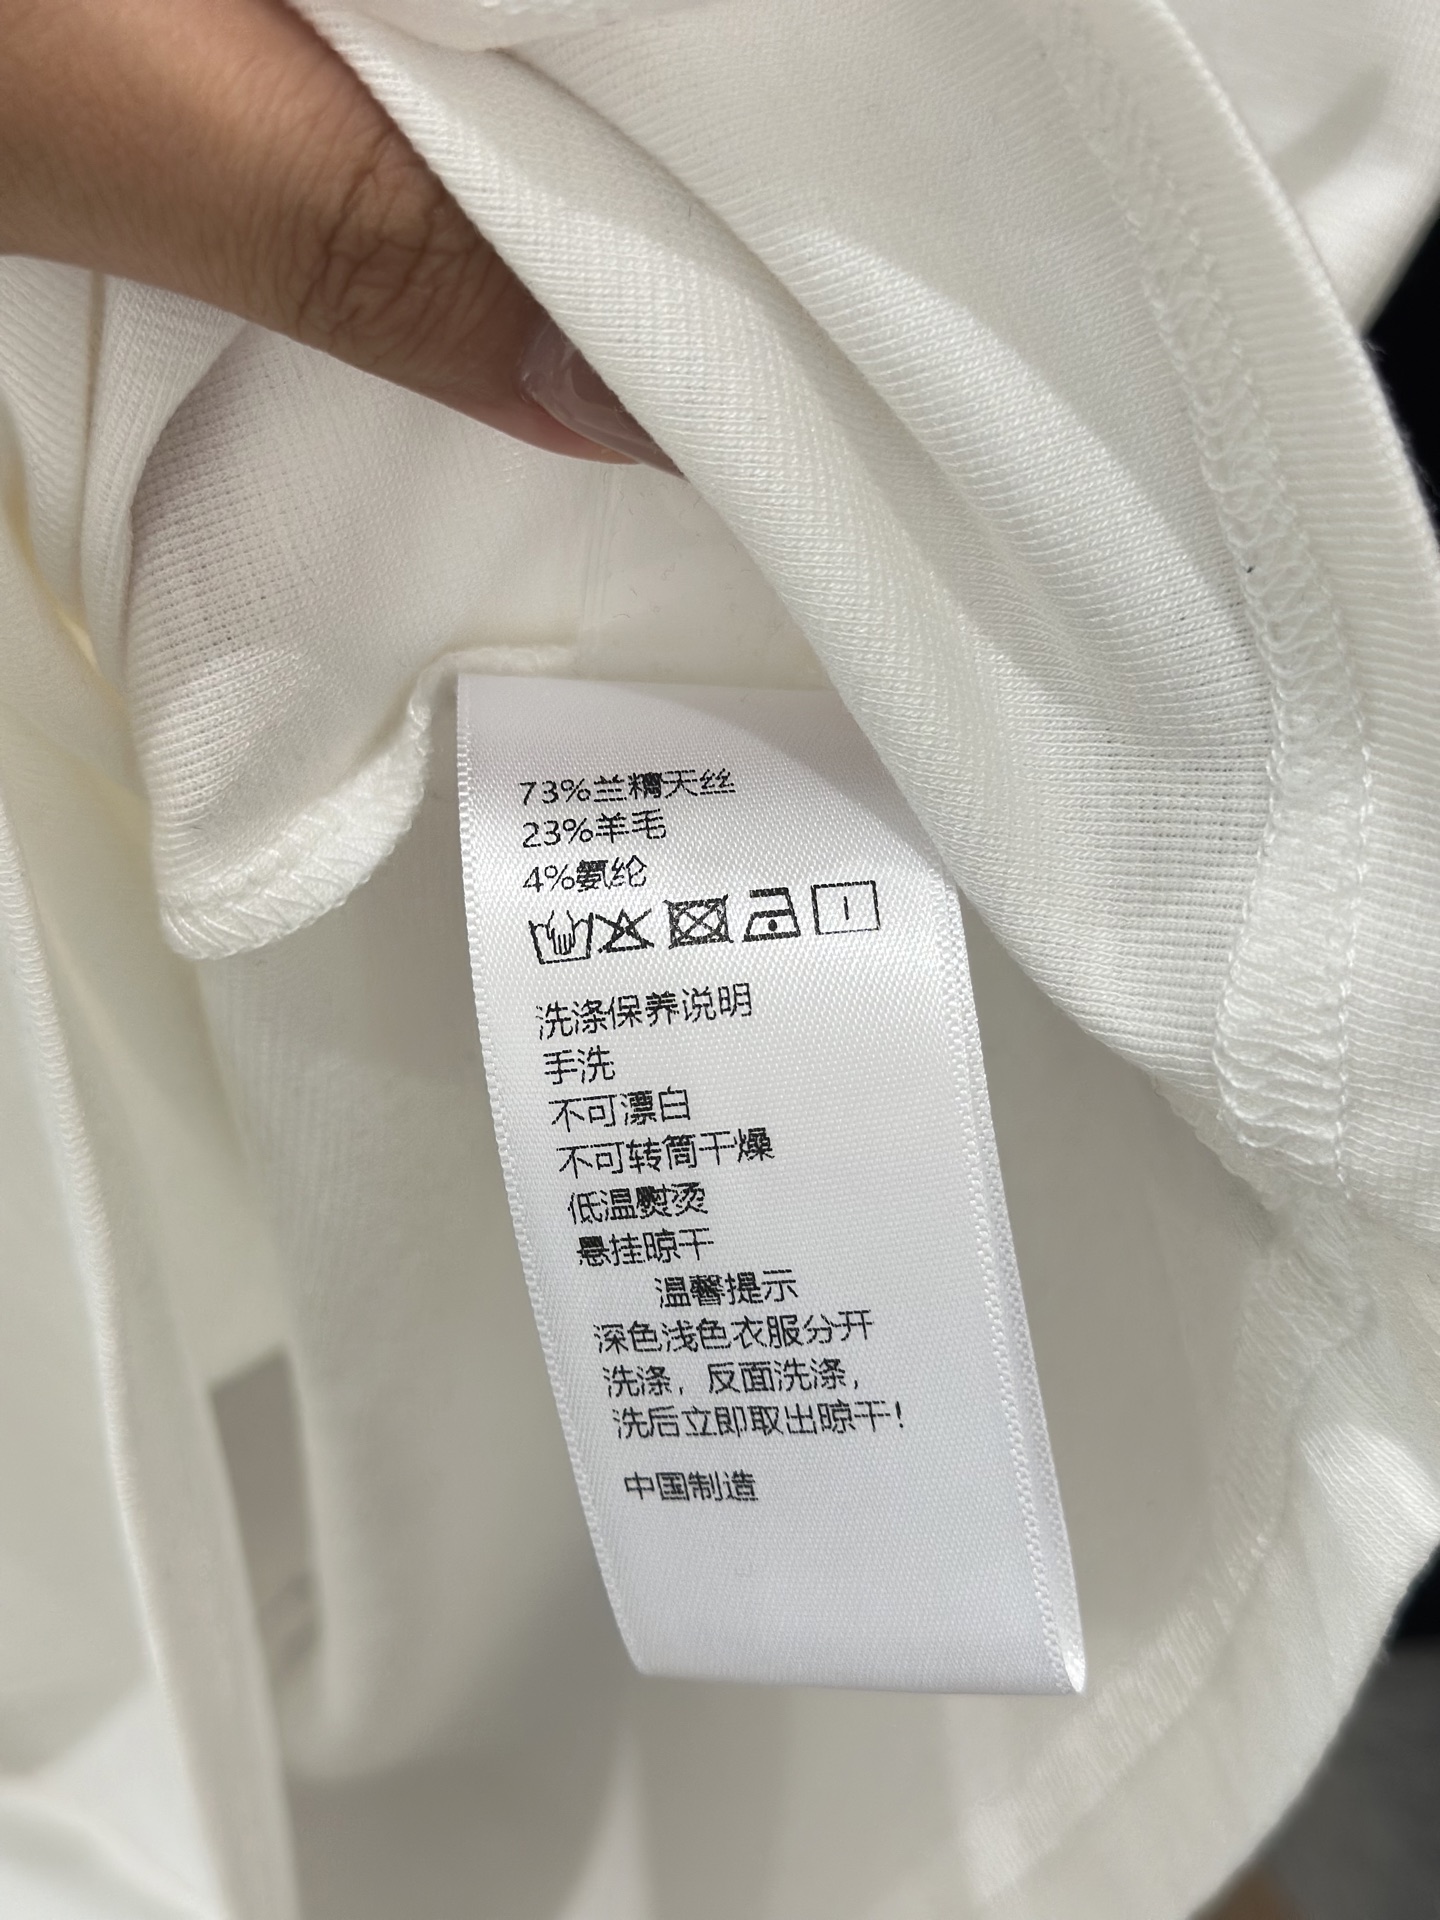 73%兰精天丝
23%羊毛
4%氨纶
洗涤保养说明
手洗
不可漂白
不可转筒干燥
低温熨烫
悬挂晾干
温馨提示
深色浅色衣服分开
洗涤，反面洗涤，
洗后立即取出晾干！
中国制造